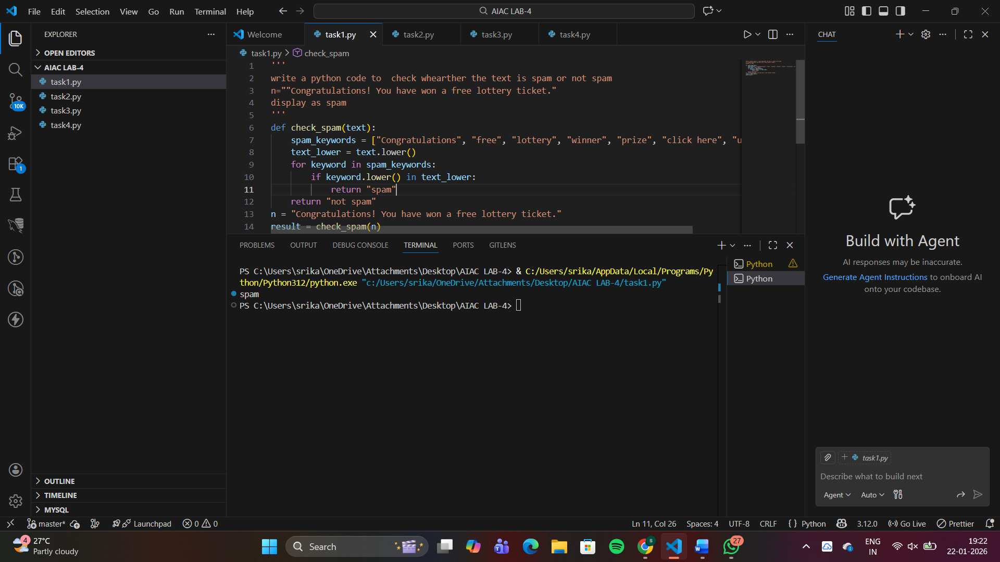 File Edit Selection View Go Run Terminal Help
AIAC LAB-4
EXPLORER
OPEN EDITORS
AIAC LAB-4
task1.py
task2.py
task3.py
task4.py
10K
1
OUTLINE
TIMELINE
MYSQL
Welcome task1.py task2.py task3.py task4.py
task1.py > check_spam
1 '''
2 write a python code to  check whearther the text is spam or not spam
3 n=""Congratulations! You have won a free lottery ticket."
4 display as spam
5 '''
6 def check_spam(text):
7     spam_keywords = ["Congratulations", "free", "lottery", "winner", "prize", "click here", "u
8     text_lower = text.lower()
9     for keyword in spam_keywords:
10         if keyword.lower() in text_lower:
11             return "spam"
12     return "not spam"
13 n = "Congratulations! You have won a free lottery ticket."
14 result = check_spam(n)
PROBLEMS OUTPUT DEBUG CONSOLE TERMINAL PORTS GITLENS
PS C:\Users\srika\OneDrive\Attachments\Desktop\AIAC LAB-4> & C:/Users/srika/AppData/Local/Programs/Py
thon/Python312/python.exe "c:/Users/srika/OneDrive/Attachments/Desktop/AIAC LAB-4/task1.py"
spam
PS C:\Users\srika\OneDrive\Attachments\Desktop\AIAC LAB-4>
Python
Python
CHAT
Build with Agent
AI responses may be inaccurate.
Generate Agent Instructions to onboard AI
onto your codebase.
task1.py
Describe what to build next
Agent Auto
master* Launchpad 0 0 Ln 11, Col 26 Spaces: 4 UTF-8 CRLF { } Python 3.12.0 Go Live Prettier
4
27°C
Partly cloudy
Search
27
ENG
IN
19:22
22-01-2026